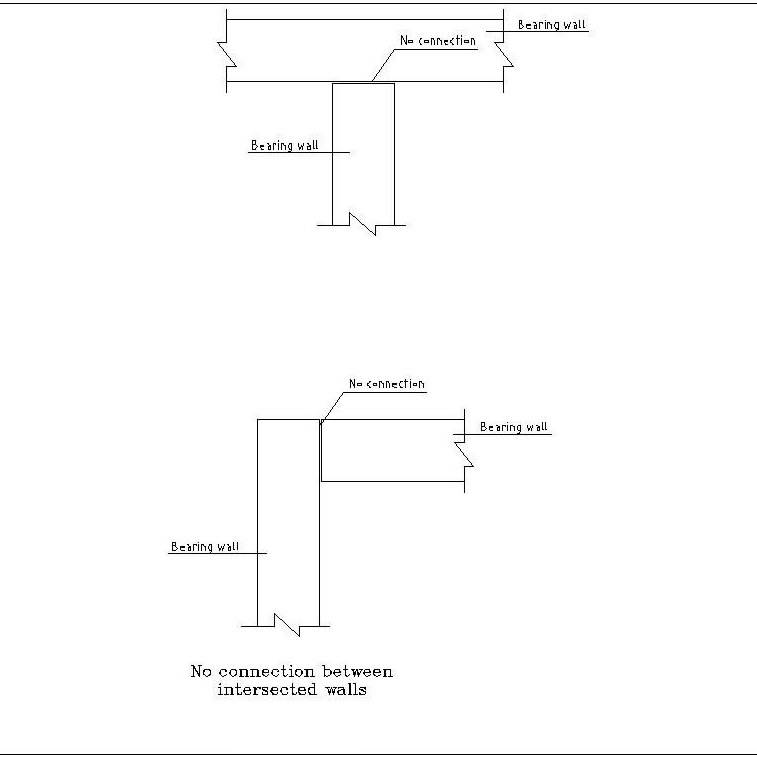 Bearing wall
No connection
Bearing wall
No connection
Bearing wall
Bearing wall
No connection between
intersected walls